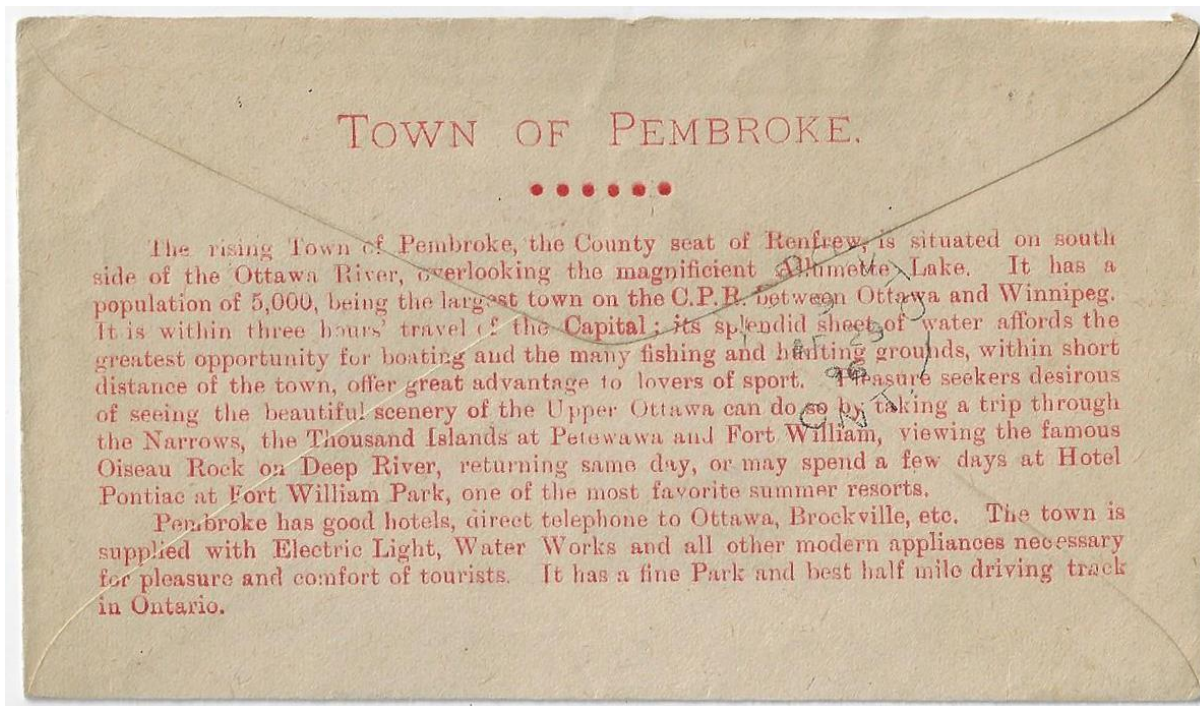 TOWN OF PEMBROKE.
The rising Town of Pembroke, the County seat of Renfrew, is situated on south
side of the Ottawa River, overlooking the magnificient Allumette Lake. It has a
population of 5,000, being the largest town on the C.P.R. between Ottawa and Winnipeg.
It is within three hours' travel of the Capital; its splendid sheet of water affords the
greatest opportunity for boating and the many fishing and hunting grounds, within short
distance of the town, offer great advantage to lovers of sport. Pleasure seekers desirous
of seeing the beautiful scenery of the Upper Ottawa can do so by taking a trip through
the Narrows, the Thousand Islands at Petewawa and Fort William, viewing the famous
Oiseau Rock on Deep River, returning same day, or may spend a few days at Hotel
Pontiac at Fort William Park, one of the most favorite summer resorts.
Pembroke has good hotels, direct telephone to Ottawa, Brockville, etc. The town is
supplied with Electric Light, Water Works and all other modern appliances necessary
for pleasure and comfort of tourists. It has a fine Park and best half mile driving track
in Ontario.
96
ONT